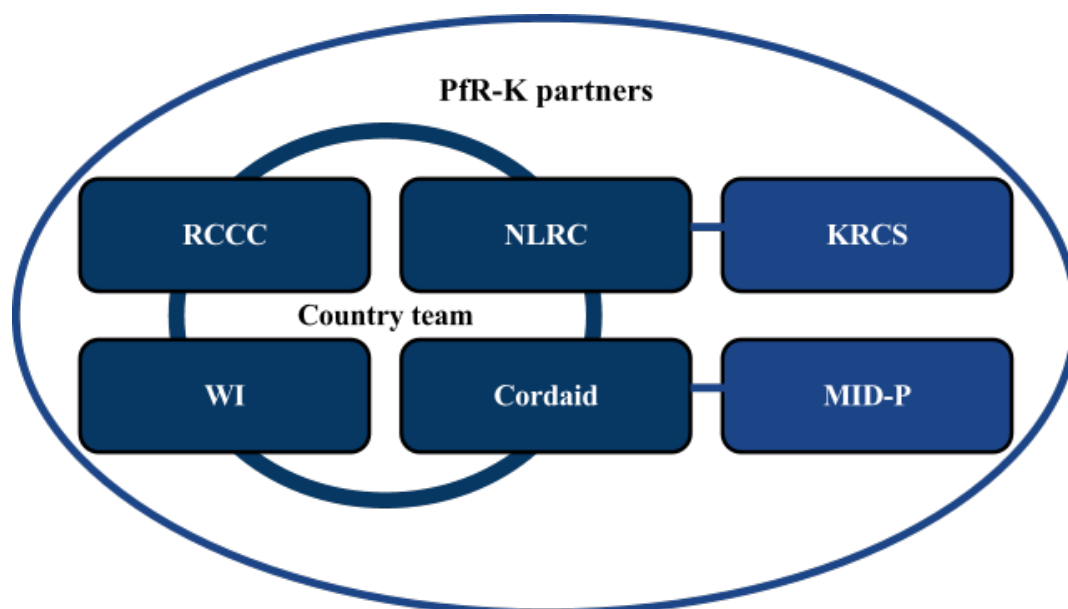 PfR-K partners
RCCC
NLRC
KRCS
Country team
WI
Cordaid
MID-P